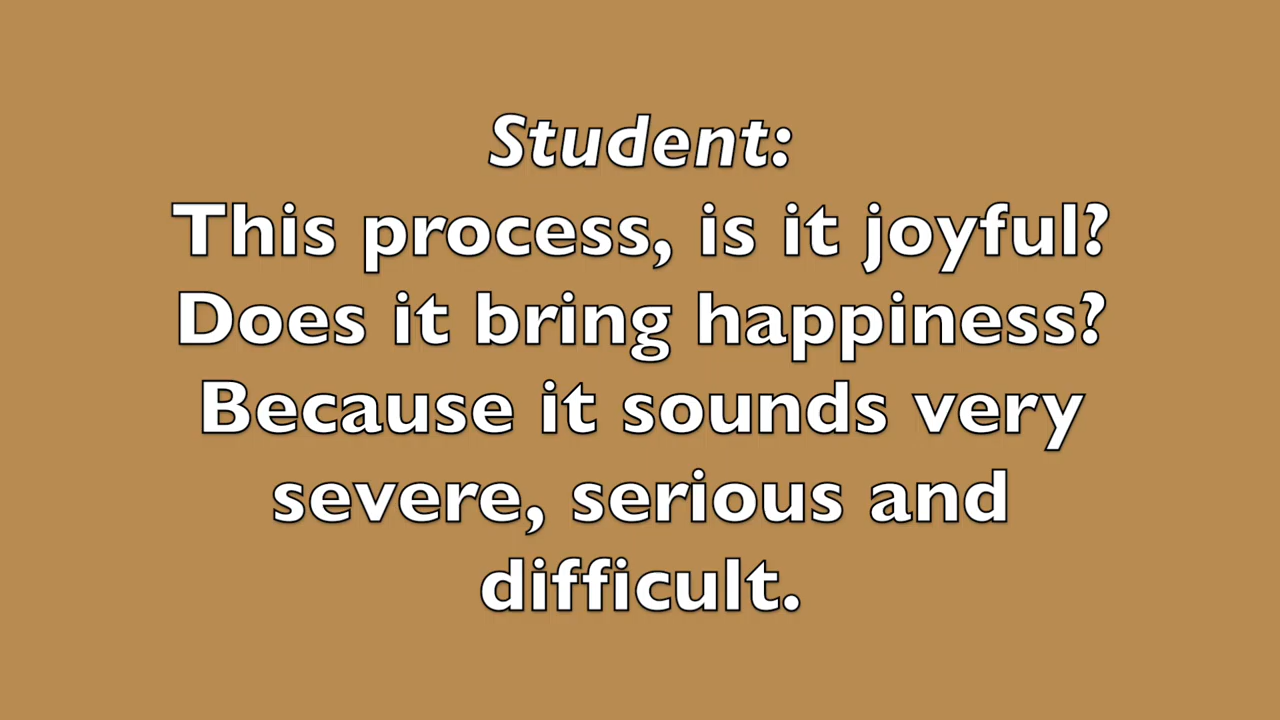 Student:
This process, is it joyful?
Does it bring happiness?
Because it sounds very
severe, serious and
difficult.